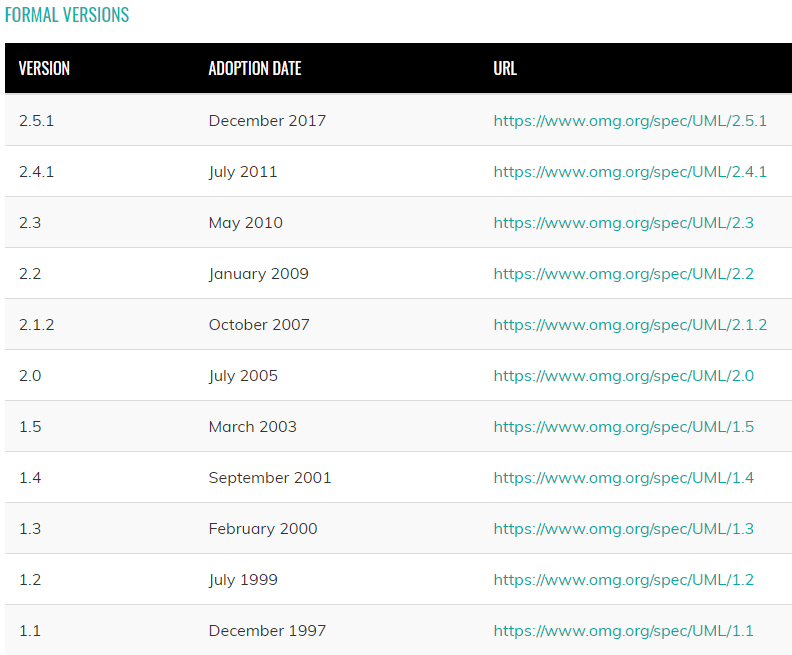 FORMAL VERSIONS
VERSION ADOPTION DATE URL
2.5.1 December 2017 https://www.omg.org/spec/UML/2.5.1
2.4.1 July 2011 https://www.omg.org/spec/UML/2.4.1
2.3 May 2010 https://www.omg.org/spec/UML/2.3
2.2 January 2009 https://www.omg.org/spec/UML/2.2
2.1.2 October 2007 https://www.omg.org/spec/UML/2.1.2
2.0 July 2005 https://www.omg.org/spec/UML/2.0
1.5 March 2003 https://www.omg.org/spec/UML/1.5
1.4 September 2001 https://www.omg.org/spec/UML/1.4
1.3 February 2000 https://www.omg.org/spec/UML/1.3
1.2 July 1999 https://www.omg.org/spec/UML/1.2
1.1 December 1997 https://www.omg.org/spec/UML/1.1